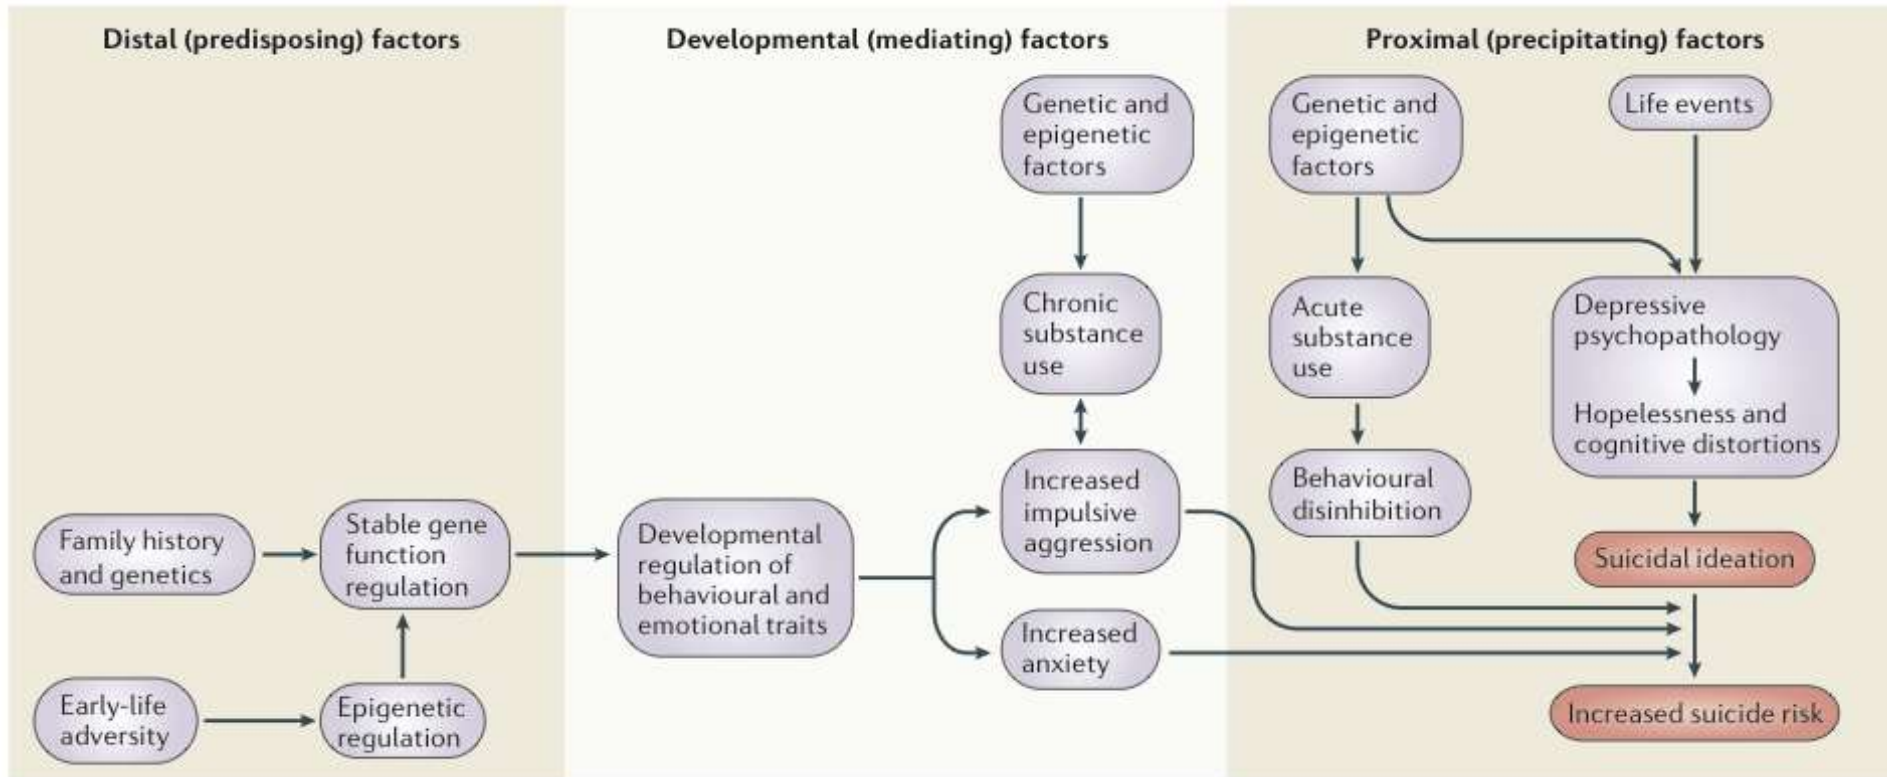 Distal (predisposing) factors
Family history
and genetics
Stable gene
function
regulation
Early-life
adversity
Epigenetic
regulation
Developmental (mediating) factors
Genetic and
epigenetic
factors
Chronic
substance
use
Developmental
regulation of
behavioural and
emotional traits
Increased
impulsive
aggression
Increased
anxiety
Proximal (precipitating) factors
Genetic and
epigenetic
factors
Life events
Acute
substance
use
Depressive
psychopathology
Hopelessness and
cognitive distortions
Behavioural
disinhibition
Suicidal ideation
Increased suicide risk